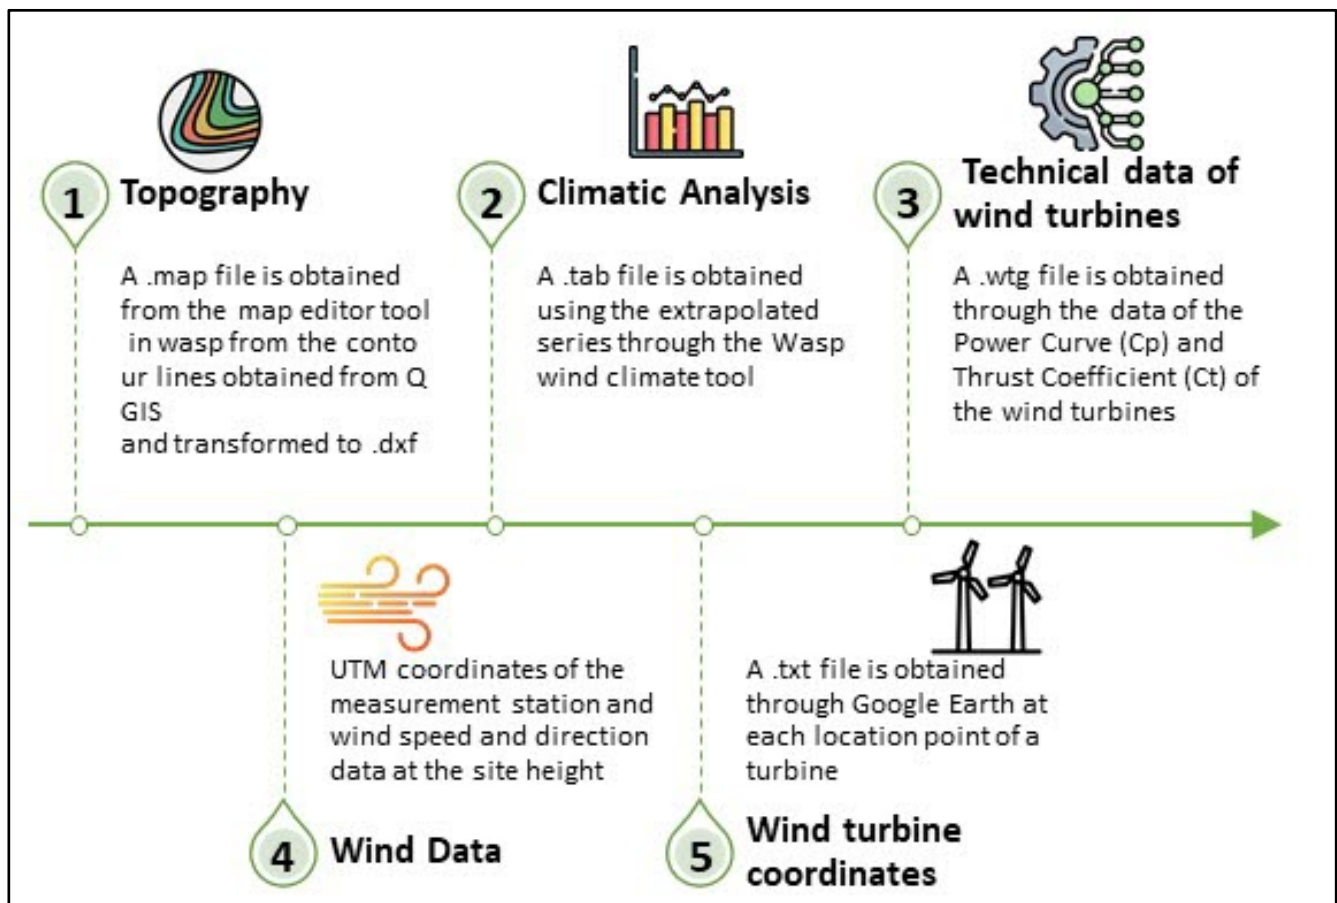 1
Topography
A .map file is obtained
from the map editor tool
in wasp from the conto
ur lines obtained from Q
GIS
and transformed to .dxf
2
Climatic Analysis
A .tab file is obtained
using the extrapolated
series through the Wasp
wind climate tool
3
Technical data of
wind turbines
A .wtg file is obtained
through the data of the
Power Curve (Cp) and
Thrust Coefficient (Ct) of
the wind turbines
UTM coordinates of the
measurement station and
wind speed and direction
data at the site height
4
Wind Data
A .txt file is obtained
through Google Earth at
each location point of a
turbine
5
Wind turbine
coordinates